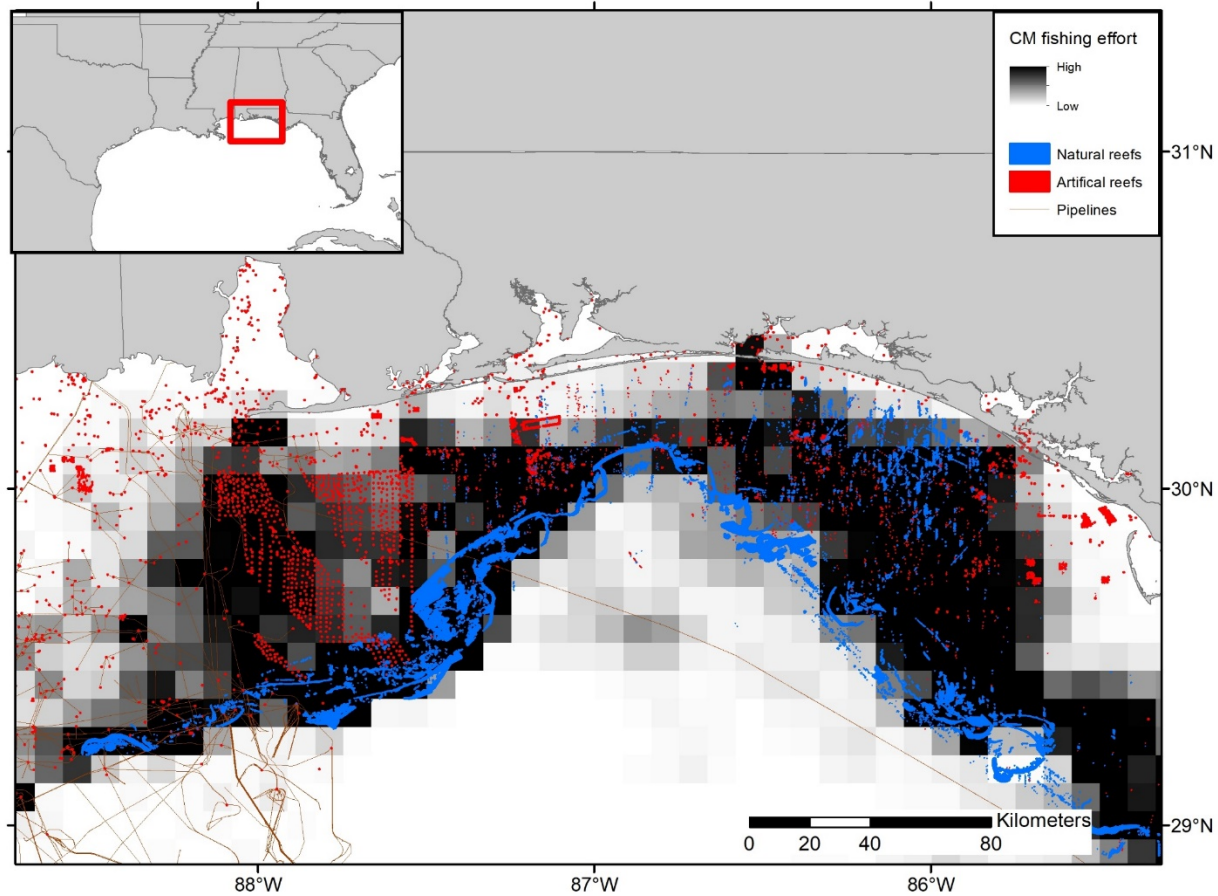 CM fishing effort
High
Low
Natural reefs
Artifical reefs
Pipelines
31°N
30°N
29°N
Kilometers
0 20 40 80
88°W 87°W 86°W